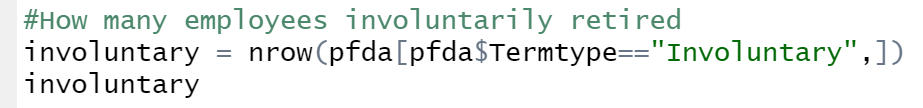 #How many employees involuntarily retired
involuntary = nrow(pfda[pfda$Termtype=="Involuntary",])
involuntary